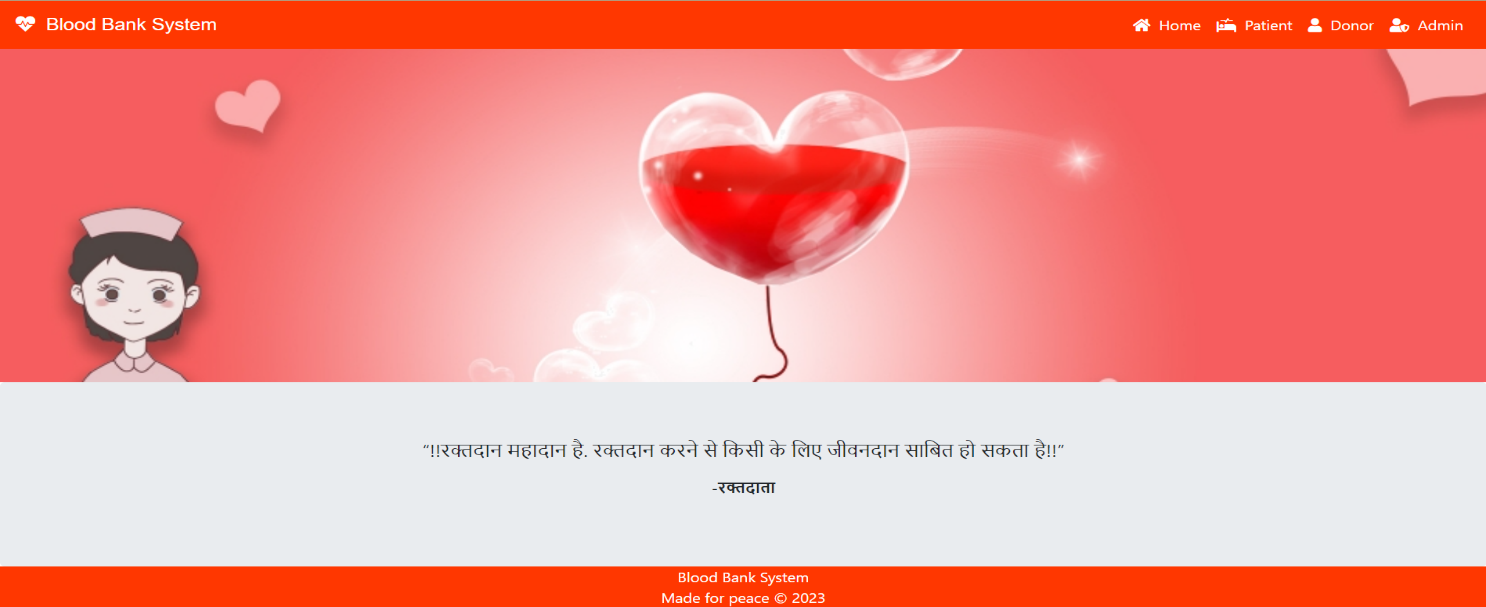 Blood Bank System
Home Patient Donor Admin
“!!रक्तदान महादान है. रक्तदान करने से किसी के लिए जीवनदान साबित हो सकता है!!”
-रक्तदाता
Blood Bank System
Made for peace © 2023